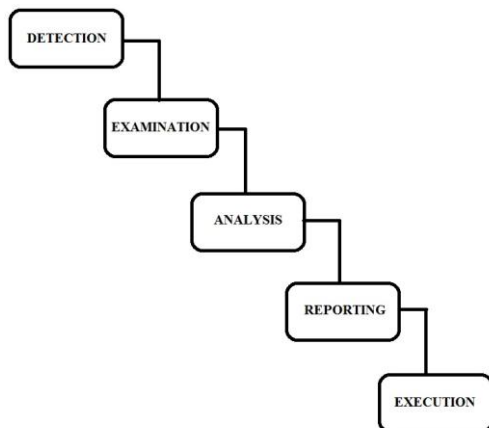 DETECTION
EXAMINATION
ANALYSIS
REPORTING
EXECUTION